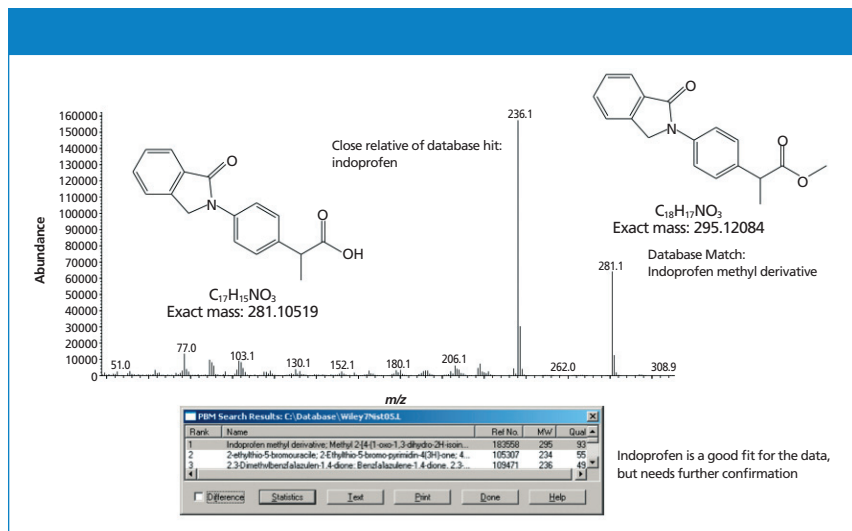 160000
150000
140000
130000
120000
110000
100000
90000
80000
70000
60000
50000
40000
30000
20000
10000
0
Abundance
51.0
77.0
103.1
130.1
152.1
180.1
206.1
236.1
262.0
281.1
308.9
m/z
Close relative of database hit:
indoprofen
O
N
O
OH
C₁₇H₁₅NO₃
Exact mass: 281.10519
O
N
O
O
C₁₈H₁₇NO₃
Exact mass: 295.12084
Database Match:
Indoprofen methyl derivative
PBM Search Results: C:\Database\Wiley7Nist05.L
Rank Name Ref No. MW Qual
1 Indoprofen methyl derivative; Methyl 2-[4-(1-oxo-1,3-dihydro-2H-isoin... 183558 295 93
2 2-ethylthio-5-bromouracile; 2-Ethylthio-5-bromo-pyrimidin-4(3H)-one; 4... 105307 234 55
3 2,3-Dimethylbenzfalazulen-1,4-dione: Benzfalazulene-1,4-dione, 2,3-.. 109471 236 49
Difference Statistics Text Print Done Help
Indoprofen is a good fit for the data,
but needs further confirmation